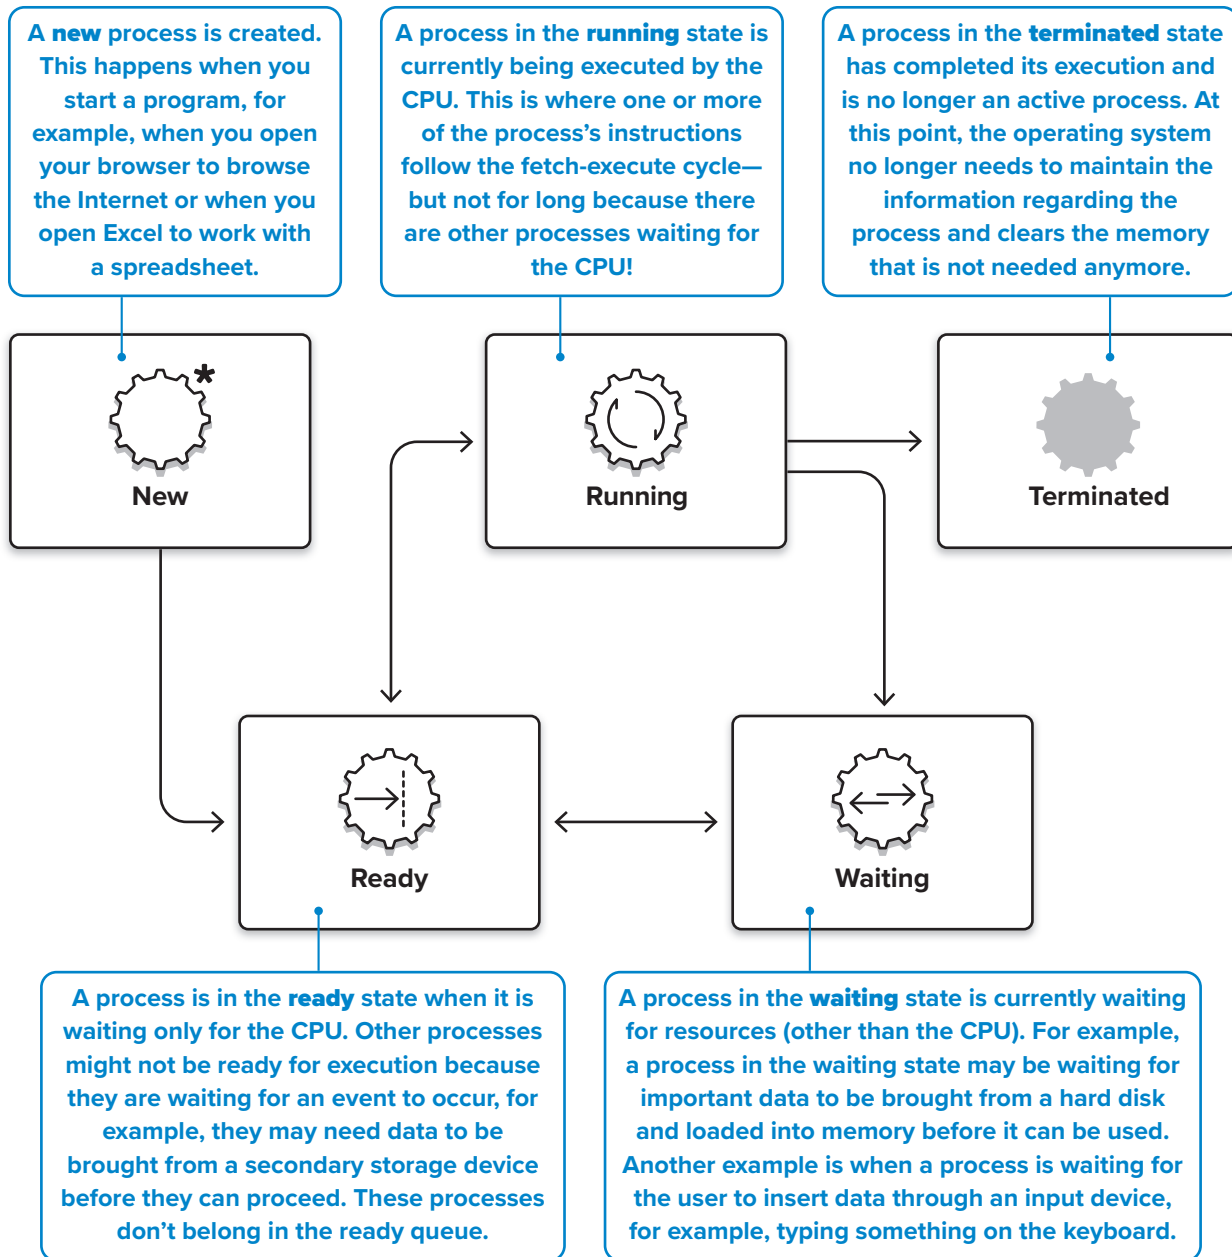 A new process is created.
This happens when you
start a program, for
example, when you open
your browser to browse
the Internet or when you
open Excel to work with
a spreadsheet.
A process in the running state is
currently being executed by the
CPU. This is where one or more
of the process’s instructions
follow the fetch-execute cycle—
but not for long because there
are other processes waiting for
the CPU!
A process in the terminated state
has completed its execution and
is no longer an active process. At
this point, the operating system
no longer needs to maintain the
information regarding the
process and clears the memory
that is not needed anymore.
*
New
Running
Terminated
Ready
Waiting
A process is in the ready state when it is
waiting only for the CPU. Other processes
might not be ready for execution because
they are waiting for an event to occur, for
example, they may need data to be
brought from a secondary storage device
before they can proceed. These processes
don’t belong in the ready queue.
A process in the waiting state is currently waiting
for resources (other than the CPU). For example,
a process in the waiting state may be waiting for
important data to be brought from a hard disk
and loaded into memory before it can be used.
Another example is when a process is waiting for
the user to insert data through an input device,
for example, typing something on the keyboard.